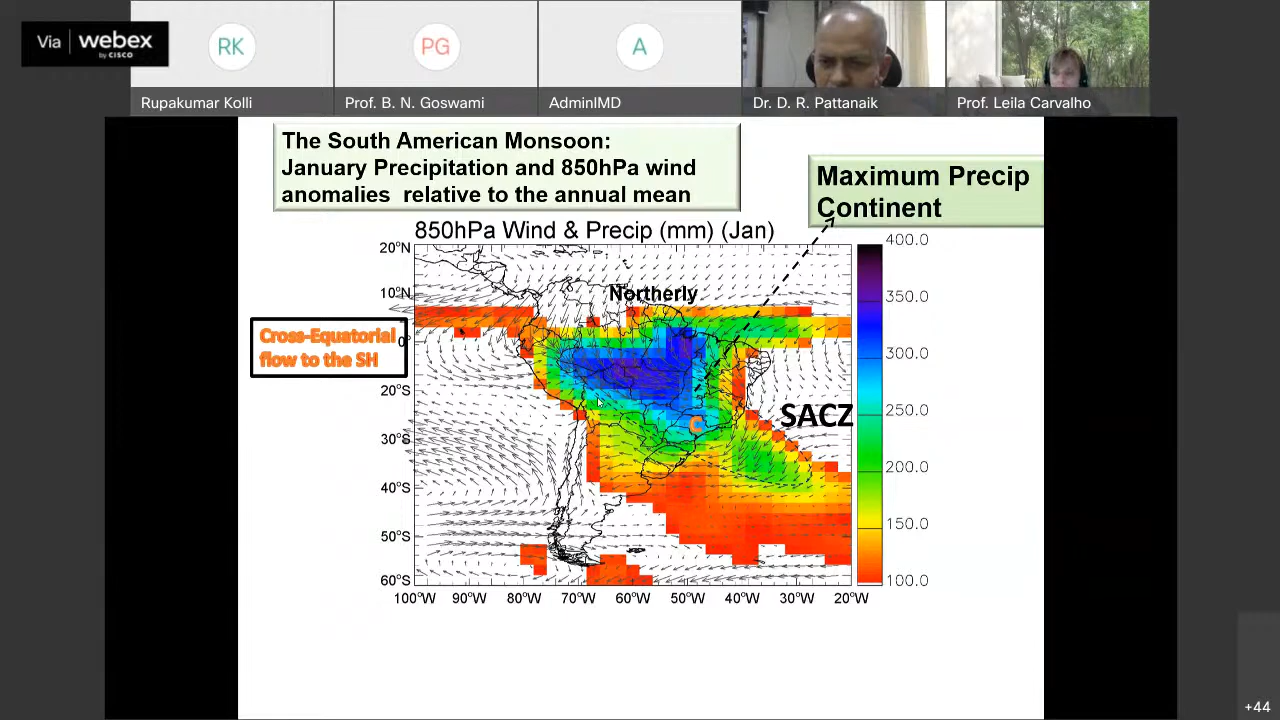 Via webex
by CISCO
RK
PG
A
Rupakumar Kolli
Prof. B. N. Goswami
AdminIMD
Dr. D. R. Pattanaik
Prof. Leila Carvalho
The South American Monsoon:
January Precipitation and 850hPa wind
anomalies relative to the annual mean
Maximum Precip
Continent
850hPa Wind & Precip (mm) (Jan)
Northerly
Cross-Equatorial
flow to the SH
SACZ
C
20°N
10°N
0°
10°S
20°S
30°S
40°S
50°S
60°S
100°W 90°W 80°W 70°W 60°W 50°W 40°W 30°W 20°W
400.0
350.0
300.0
250.0
200.0
150.0
100.0
+44